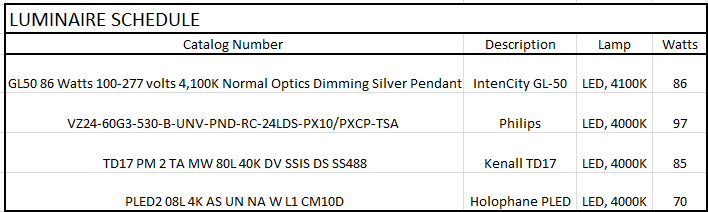 LUMINAIRE SCHEDULE
Catalog Number Description Lamp Watts
GL50 86 Watts 100-277 volts 4,100K Normal Optics Dimming Silver Pendant IntenCity GL-50 LED, 4100K 86
VZ24-60G3-530-B-UNV-PND-RC-24LDS-PX10/PXCP-TSA Philips LED, 4000K 97
TD17 PM 2 TA MW 80L 40K DV SSIS DS SS488 Kenall TD17 LED, 4000K 85
PLED2 08L 4K AS UN NA W L1 CM10D Holophane PLED LED, 4000K 70